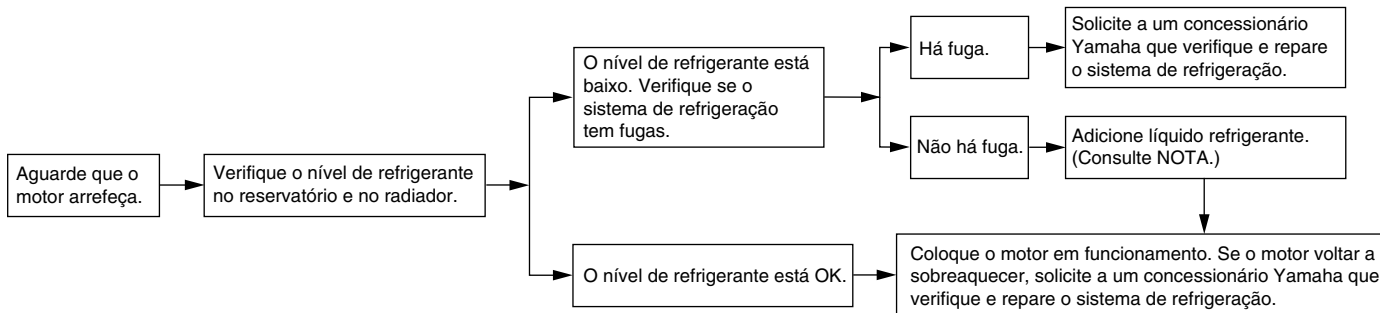 Aguarde que o
motor arrefeça.
Verifique o nível de refrigerante
no reservatório e no radiador.
O nível de refrigerante está
baixo. Verifique se o
sistema de refrigeração
tem fugas.
Há fuga.
Solicite a um concessionário
Yamaha que verifique e repare
o sistema de refrigeração.
Não há fuga.
Adicione líquido refrigerante.
(Consulte NOTA.)
O nível de refrigerante está OK.
Coloque o motor em funcionamento. Se o motor voltar a
sobreaquecer, solicite a um concessionário Yamaha que
verifique e repare o sistema de refrigeração.